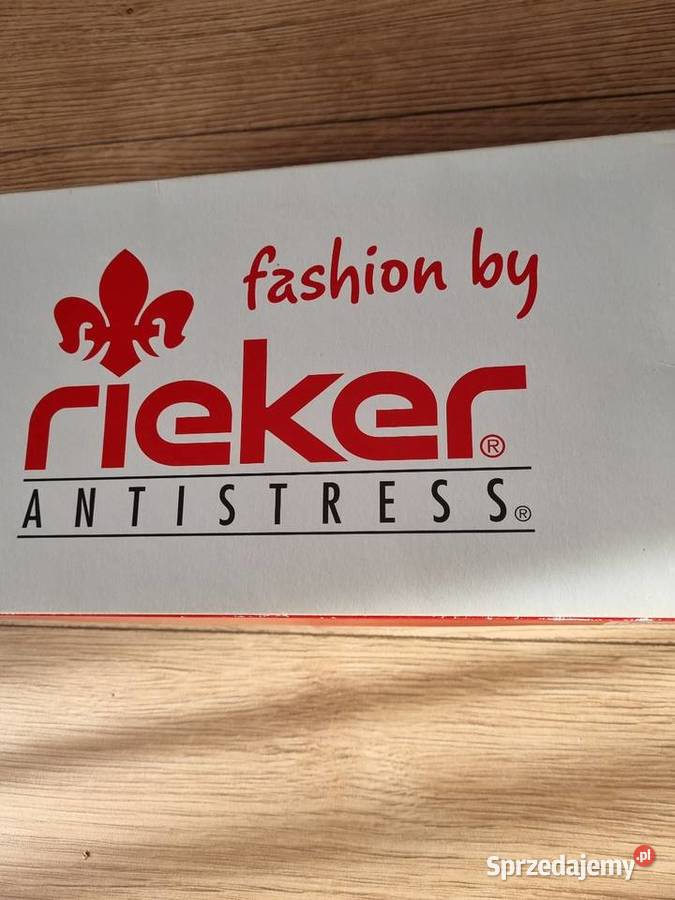 fashion by
rieker®
ANTISTRESS®
Sprzedajemy.pl